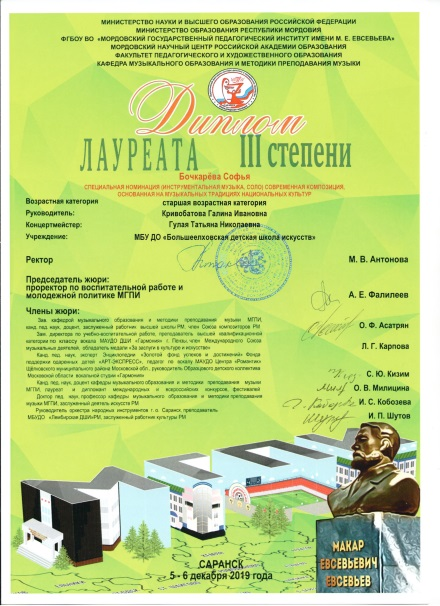 МИНИСТЕРСТВО НАУКИ И ВЫСШЕГО ОБРАЗОВАНИЯ РОССИЙСКОЙ ФЕДЕРАЦИИ
МИНИСТЕРСТВО ОБРАЗОВАНИЯ РЕСПУБЛИКИ МОРДОВИЯ
ФГБОУ ВО «МОРДОВСКИЙ ГОСУДАРСТВЕННЫЙ ПЕДАГОГИЧЕСКИЙ ИНСТИТУТ ИМ М. Е. ЕВСЕВЬЕВА»
МОРДОВСКИЙ НАУЧНЫЙ ЦЕНТР РОССИЙСКОЙ АКАДЕМИИ ОБРАЗОВАНИЯ
ФАКУЛЬТЕТ ПЕДАГОГИЧЕСКОГО И ХУДОЖЕСТВЕННОГО ОБРАЗОВАНИЯ
КАФЕДРА МУЗЫКАЛЬНОГО ОБРАЗОВАНИЯ И МЕТОДИКИ ПРЕПОДАВАНИЯ МУЗЫКИ
Диплом
ЛАУРЕАТА III степени
Бочкарёва Софья
СПЕЦИАЛЬНАЯ НОМИНАЦИЯ (ИНСТРУМЕНТАЛЬНАЯ МУЗЫКА, СОЛО) СОВРЕМЕННАЯ КОМПОЗИЦИЯ,
ОСНОВАННАЯ НА МУЗЫКАЛЬНЫХ ТРАДИЦИЯХ НАЦИОНАЛЬНЫХ КУЛЬТУР
Возрастная категория старшая возрастная категория
Руководитель: Кривобатова Галина Ивановна
Концертмейстер: Гулая Татьяна Николаевна
Учреждение: МБУ ДО «Большеелховская детская школа искусств»
Ректор М. В. Антонова
Председатель жюри:
проректор по воспитательной работе и
молодежной политике МГПИ А. Е. Фалилеев
Члены жюри:
Зав. кафедрой музыкального образования и методики преподавания музыки МГПИ,
канд. пед. наук, доцент, заслуженный работник высшей школы РМ, член Союза композиторов РМ
О. Ф. Асатрян
Зам. директора по учебно-воспитательной работе, преподаватель высшей квалификационной
категории по классу вокала МАУДО ДШИ «Гармония» г. Пензы, член Международного Союза
музыкальных деятелей, обладатель медали «За заслуги в культуре и искусстве»
Л. Г. Карпова
Канд. пед. наук, эксперт Энциклопедии «Золотой фонд успехов и достижений» Фонда
поддержки одаренных детей «АРТ-ЭКСПРЕСС», педагог по вокалу МАУДО Центра «Романтик»
Щёлковского муниципального района Московской обл., руководитель Образцового детского коллектива
Московской области вокальной студии «Гармония»
С. Ю. Кизим
Канд. пед. наук, доцент кафедры музыкального образования и методики преподавания музыки
МГПИ, лауреат и дипломант международных и всероссийских конкурсов, фестивалей
О. В. Милицина
Доктор пед. наук, профессор кафедры музыкального образования и методики преподавания
музыки МГПИ, заслуженный деятель искусств РМ
И. С. Кобозева
Руководитель оркестра народных инструментов г. о. Саранск, преподаватель
МБУДО «Лямбирская ДШИ»РМ, заслуженный работник культуры РМ
И. П. Шутов
САРАНСК
5 - 6 декабря 2019 года
МАКАР
ЕВСЕВЬЕВИЧ
ЕВСЕВЬЕВ